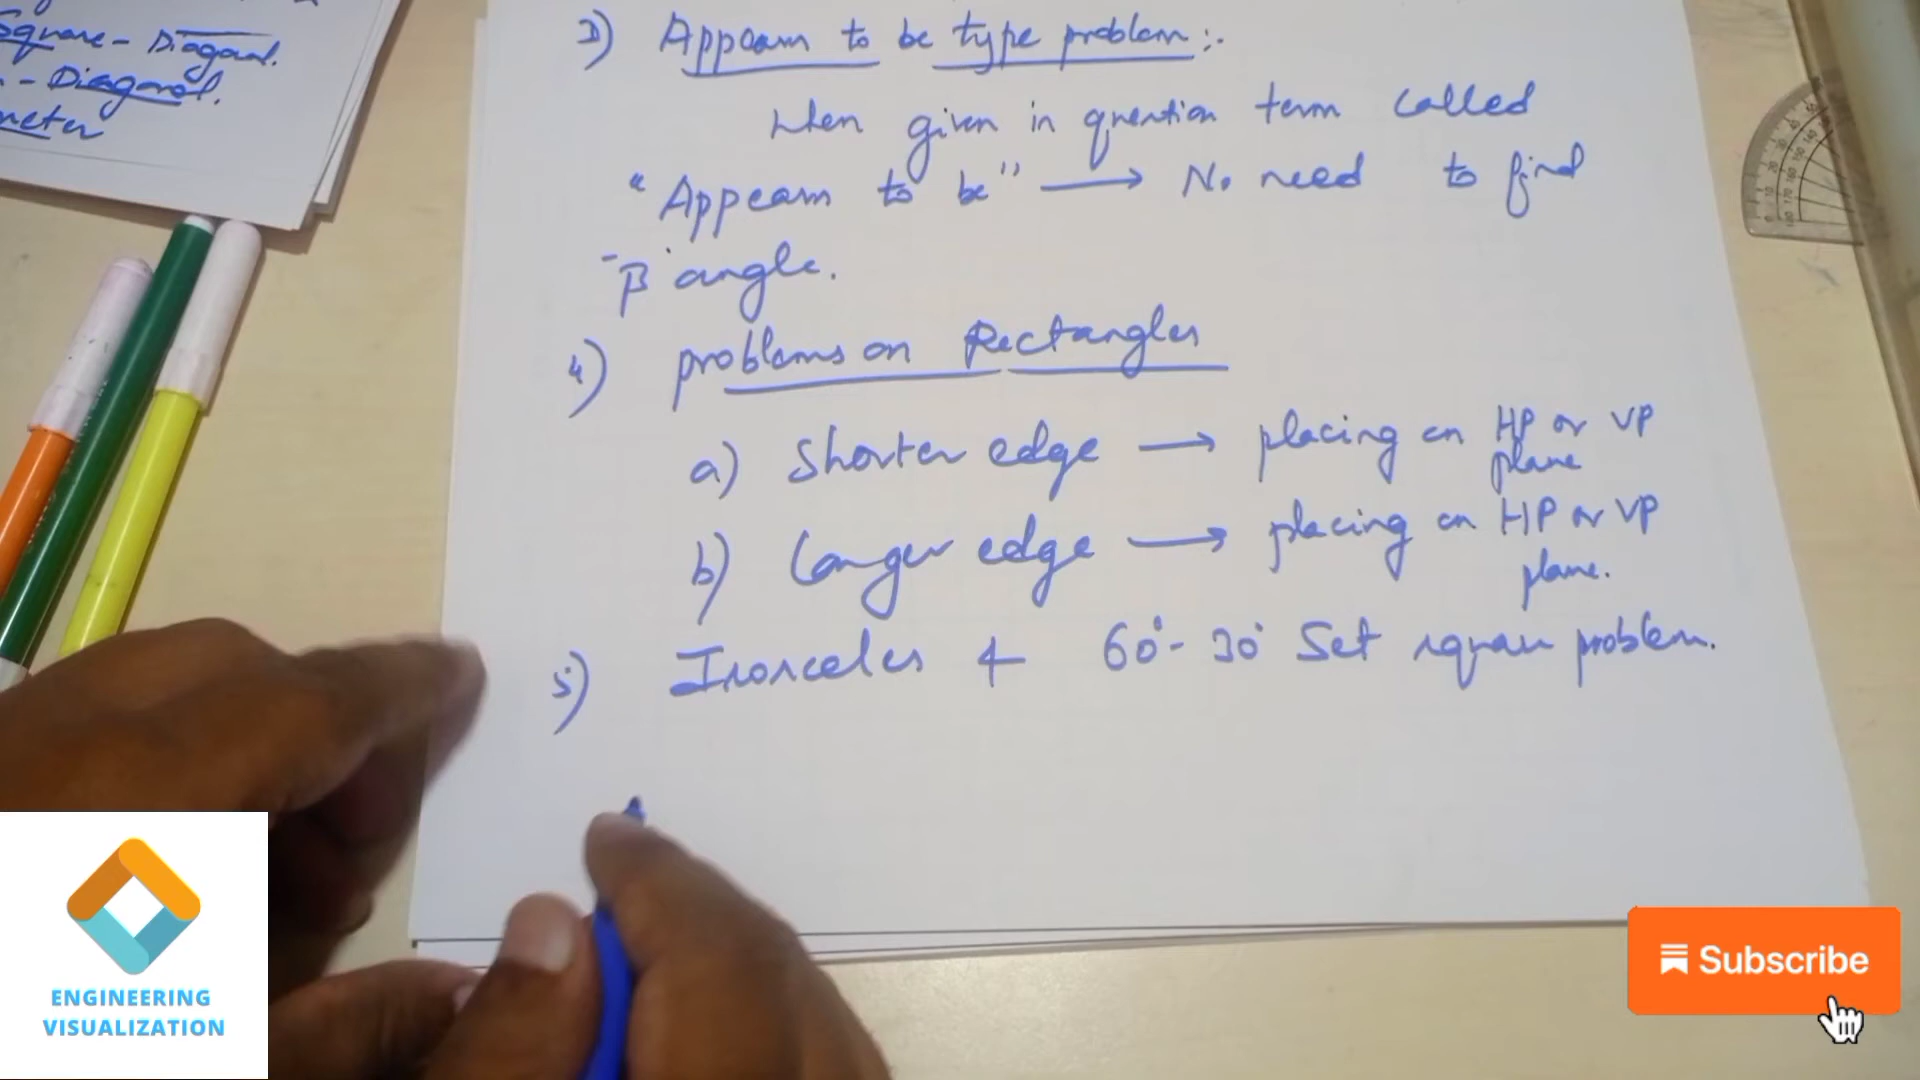 Square - Diagonal.
- Diagonal.
meter
3) Appears to be type problem :.
when given in question term called
"Appears to be" → No need to find
"β" angle.
4) problems on Rectangles
a) Shorter edge → placing on HP or VP
plane
b) Longer edge → placing on HP or VP
plane.
5) Isosceles & 60° - 30° Set square problem.
ENGINEERING
VISUALIZATION
Subscribe